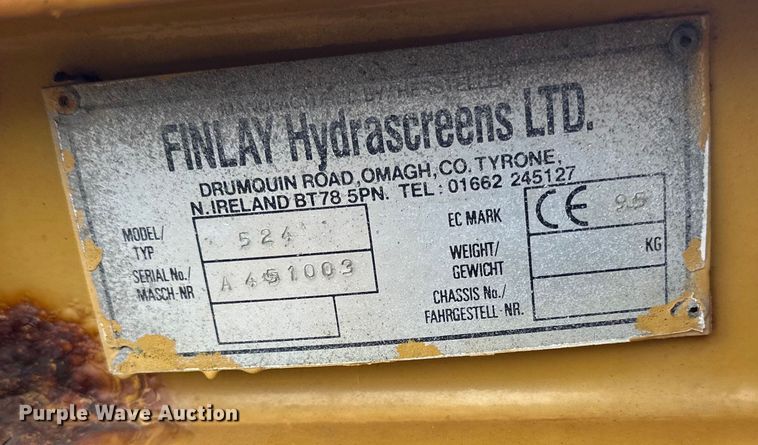 FINLAY Hydrascreens LTD.
DRUMQUIN ROAD, OMAGH, CO. TYRONE,
N. IRELAND BT78 5PN. TEL: 01662 245127
MODEL/
TYP
524
SERIAL No./
MASCH-NR
A 451003
EC MARK
CE 95
WEIGHT/
GEWICHT
KG
CHASSIS No./
FAHRGESTELL-NR.
Purple Wave Auction